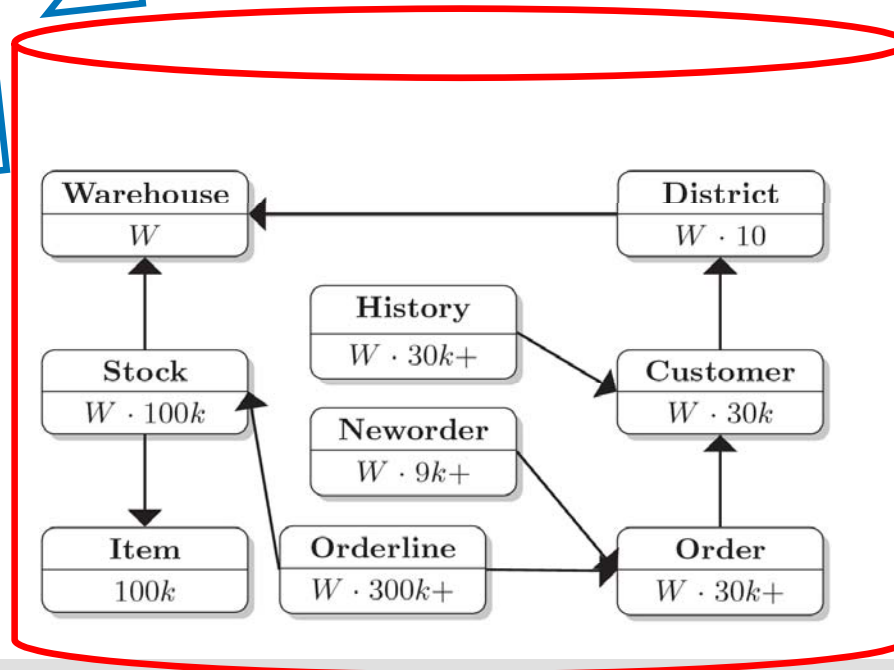 Warehouse
W
District
W · 10
History
W · 30k+
Stock
W · 100k
Customer
W · 30k
Neworder
W · 9k+
Item
100k
Orderline
W · 300k+
Order
W · 30k+